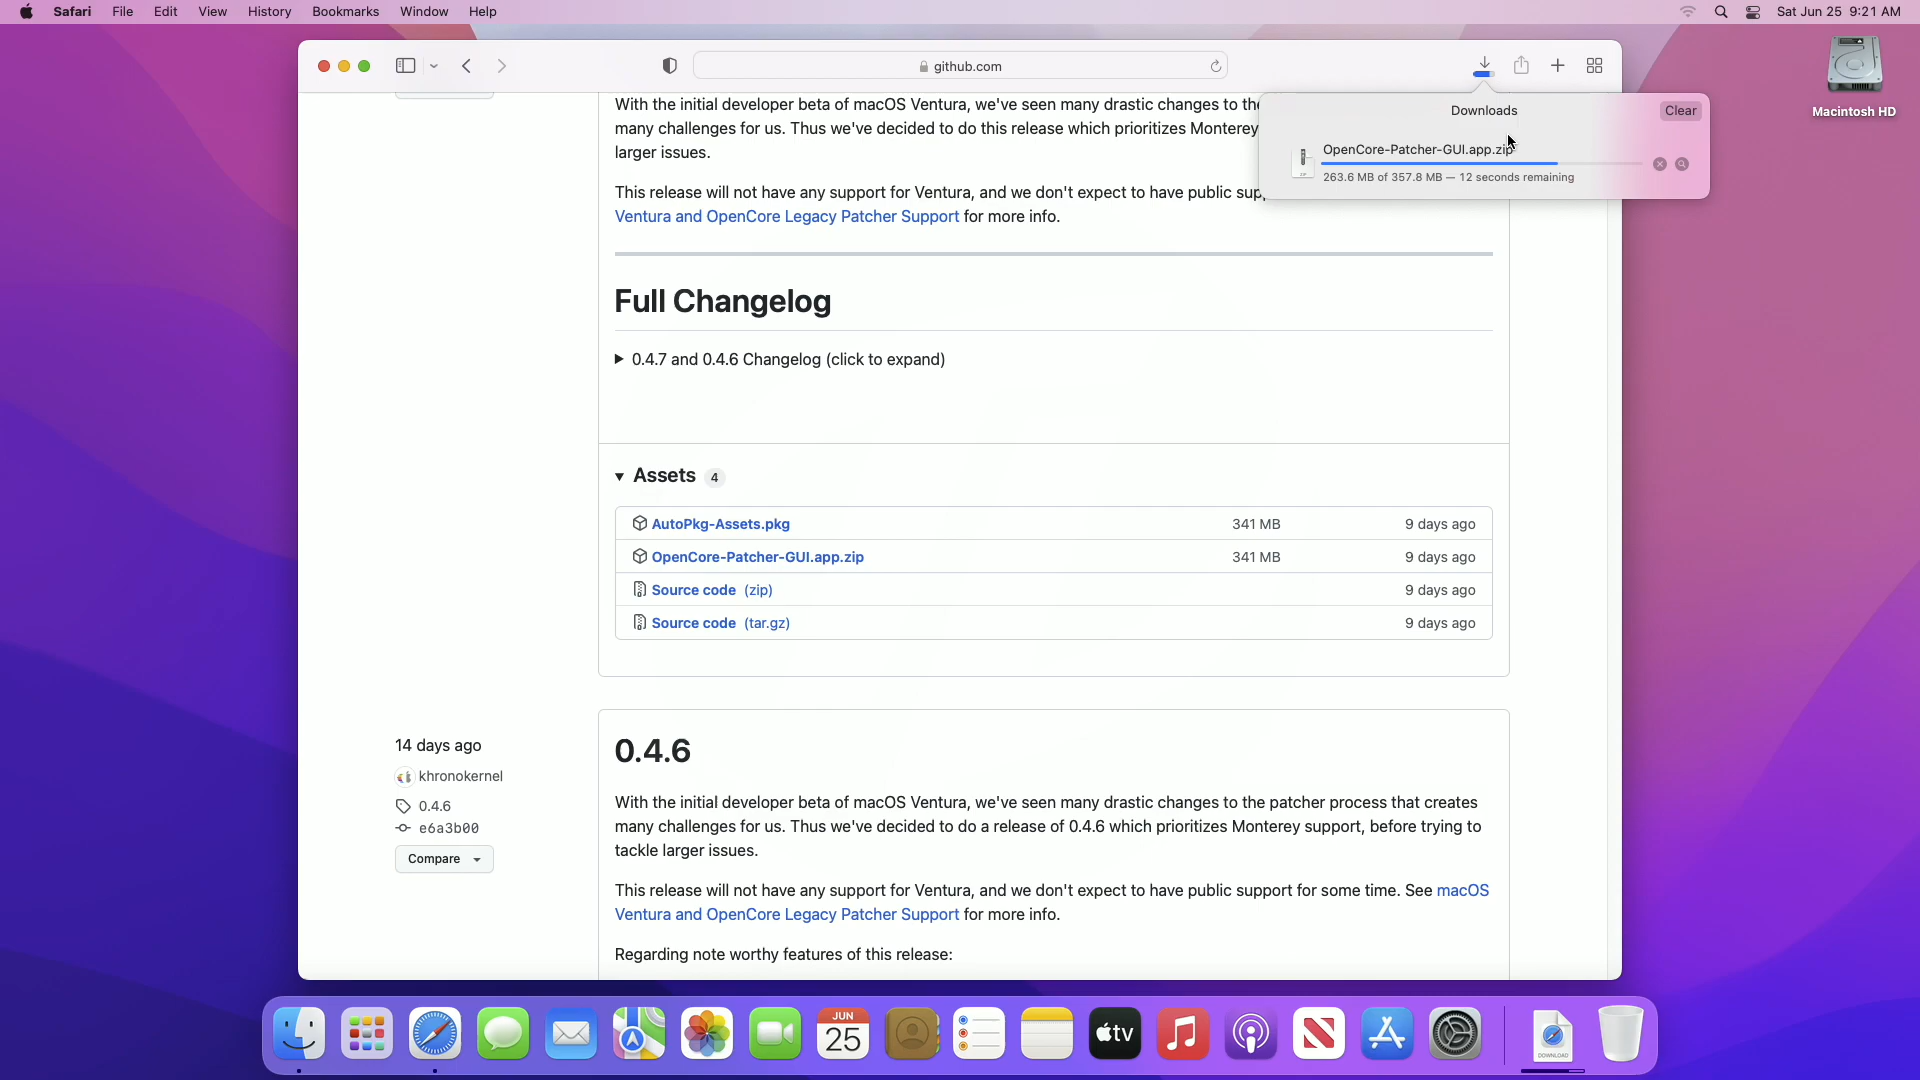 Safari File Edit View History Bookmarks Window Help Sat Jun 25 9:21 AM
github.com
Macintosh HD
Downloads Clear
OpenCore-Patcher-GUI.app.zip
263.6 MB of 357.8 MB — 12 seconds remaining
With the initial developer beta of macOS Ventura, we've seen many drastic changes to the
many challenges for us. Thus we've decided to do this release which prioritizes Monterey
larger issues.
This release will not have any support for Ventura, and we don't expect to have public sup
Ventura and OpenCore Legacy Patcher Support for more info.
Full Changelog
0.4.7 and 0.4.6 Changelog (click to expand)
Assets 4
AutoPkg-Assets.pkg 341 MB 9 days ago
OpenCore-Patcher-GUI.app.zip 341 MB 9 days ago
Source code (zip) 9 days ago
Source code (tar.gz) 9 days ago
14 days ago
khronokernel
0.4.6
e6a3b00
Compare
0.4.6
With the initial developer beta of macOS Ventura, we've seen many drastic changes to the patcher process that creates
many challenges for us. Thus we've decided to do a release of 0.4.6 which prioritizes Monterey support, before trying to
tackle larger issues.
This release will not have any support for Ventura, and we don't expect to have public support for some time. See macOS
Ventura and OpenCore Legacy Patcher Support for more info.
Regarding note worthy features of this release:
JUN
25
tv
DOWNLOAD